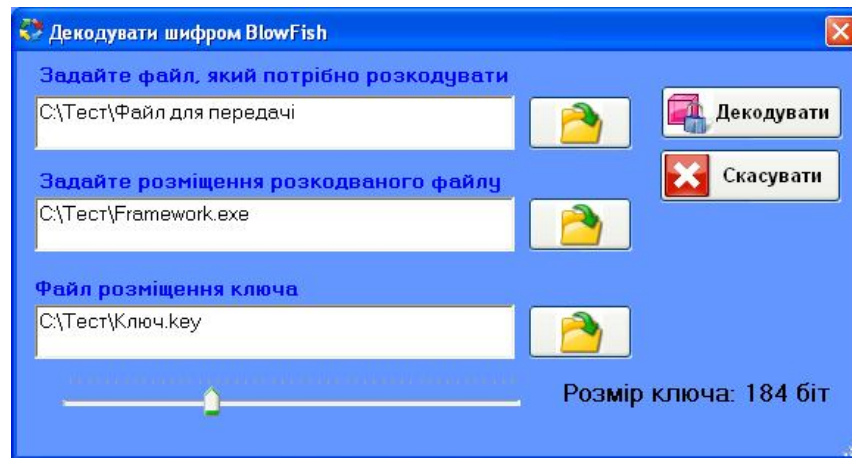 Декодувати шифром BlowFish
Задайте файл, який потрібно розкодувати
C:\Тест\Файл для передачі
Декодувати
Скасувати
Задайте розміщення розкодваного файлу
C:\Тест\Framework.exe
Файл розміщення ключа
C:\Тест\Ключ.key
Розмір ключа: 184 біт